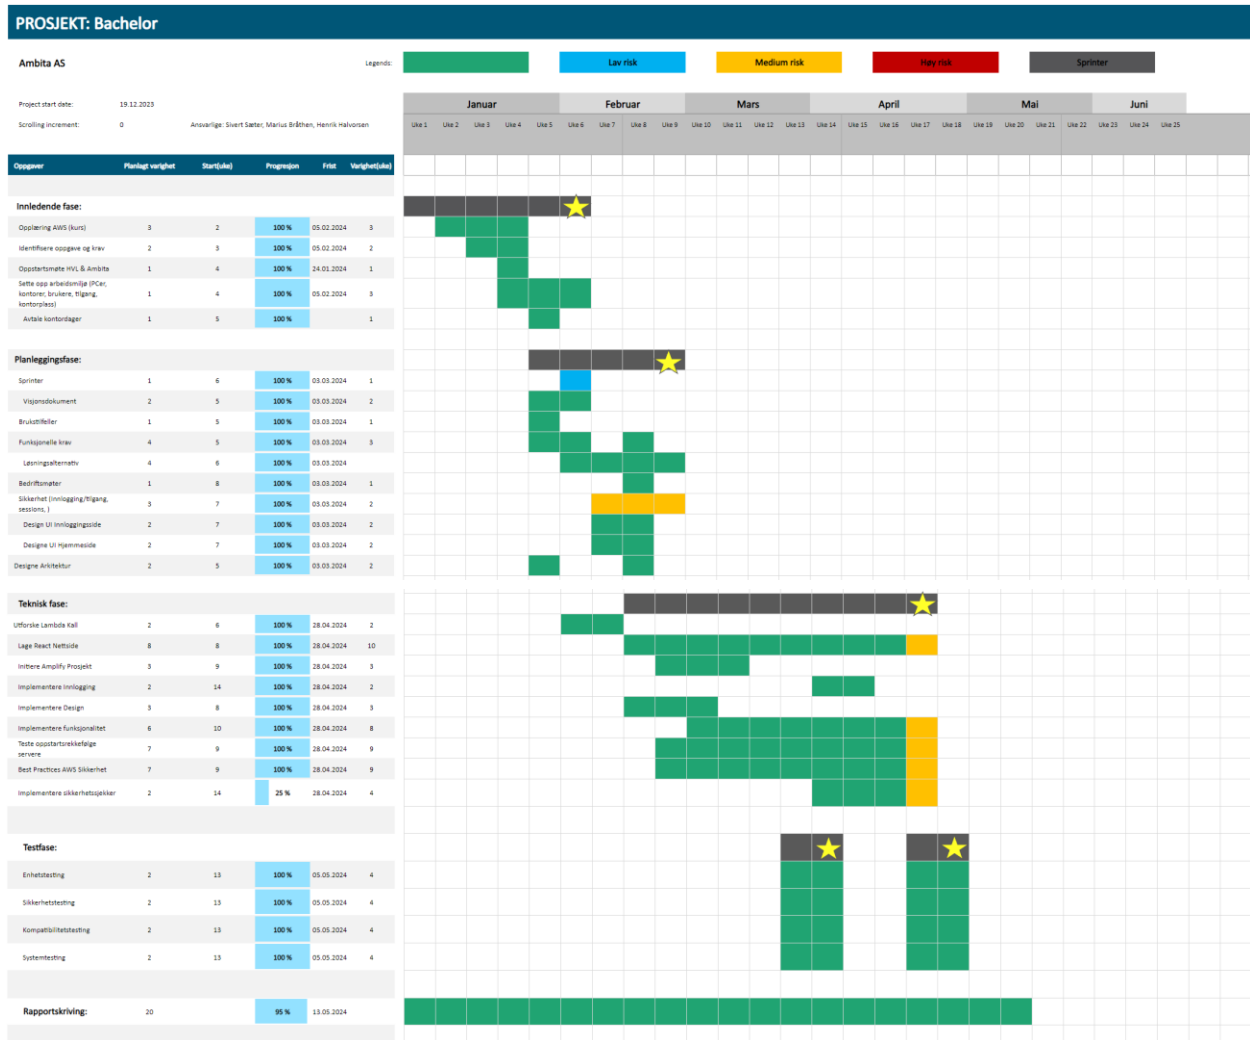 PROSJEKT: Bachelor
Ambita AS
Legends:
Lav risk
Medium risk
Høy risk
Sprinter
Project start date: 19.12.2023
Januar Februar Mars April Mai Juni
Scrolling increment: 0 Ansvarlige: Sivert Sæter, Marius Bråthen, Henrik Halvorsen
Uke 1 Uke 2 Uke 3 Uke 4 Uke 5 Uke 6 Uke 7 Uke 8 Uke 9 Uke 10 Uke 11 Uke 12 Uke 13 Uke 14 Uke 15 Uke 16 Uke 17 Uke 18 Uke 19 Uke 20 Uke 21 Uke 22 Uke 23 Uke 24 Uke 25
Oppgaver Planlagt varighet Start(uke) Progresjon Frist Varighet(uke)
Innledende fase:
Opplæring AWS (kurs) 3 2 100 % 05.02.2024 3
Identifisere oppgave og krav 2 3 100 % 05.02.2024 2
Oppstartsmøte HVL & Ambita 1 4 100 % 24.01.2024 1
Sette opp arbeidsmiljø (PCer,
kontorer, brukere, tilgang, 1 4 100 % 05.02.2024 3
kontorplass)
Avtale kontordager 1 5 100 % 1
Planleggingsfase:
Sprinter 1 6 100 % 03.03.2024 1
Visjonsdokument 2 5 100 % 03.03.2024 2
Brukstilfeller 1 5 100 % 03.03.2024 1
Funksjonelle krav 4 5 100 % 03.03.2024 3
Løsningsalternativ 4 6 100 % 03.03.2024
Bedriftsmøter 1 8 100 % 03.03.2024 1
Sikkerhet (Innlogging/tilgang,
sessions, ) 3 7 100 % 03.03.2024 2
Design UI Innloggingsside 2 7 100 % 03.03.2024 2
Designe UI Hjemmeside 2 7 100 % 03.03.2024 2
Designe Arkitektur 2 5 100 % 03.03.2024 2
Teknisk fase:
Utforske Lambda Kall 2 6 100 % 28.04.2024 2
Lage React Nettside 8 8 100 % 28.04.2024 10
Initiere Amplify Prosjekt 3 9 100 % 28.04.2024 3
Implementere Innlogging 2 14 100 % 28.04.2024 2
Implementere Design 3 8 100 % 28.04.2024 3
Implementere funksjonalitet 6 10 100 % 28.04.2024 8
Teste oppstartsrekkefølge
servere 7 9 100 % 28.04.2024 9
Best Practices AWS Sikkerhet 7 9 100 % 28.04.2024 9
Implementere sikkerhetssjekker 2 14 25 % 28.04.2024 4
Testfase:
Enhetstesting 2 13 100 % 05.05.2024 4
Sikkerhetstesting 2 13 100 % 05.05.2024 4
Kompatibilitetstesting 2 13 100 % 05.05.2024 4
Systemtesting 2 13 100 % 05.05.2024 4
Rapportskriving: 20 95 % 13.05.2024